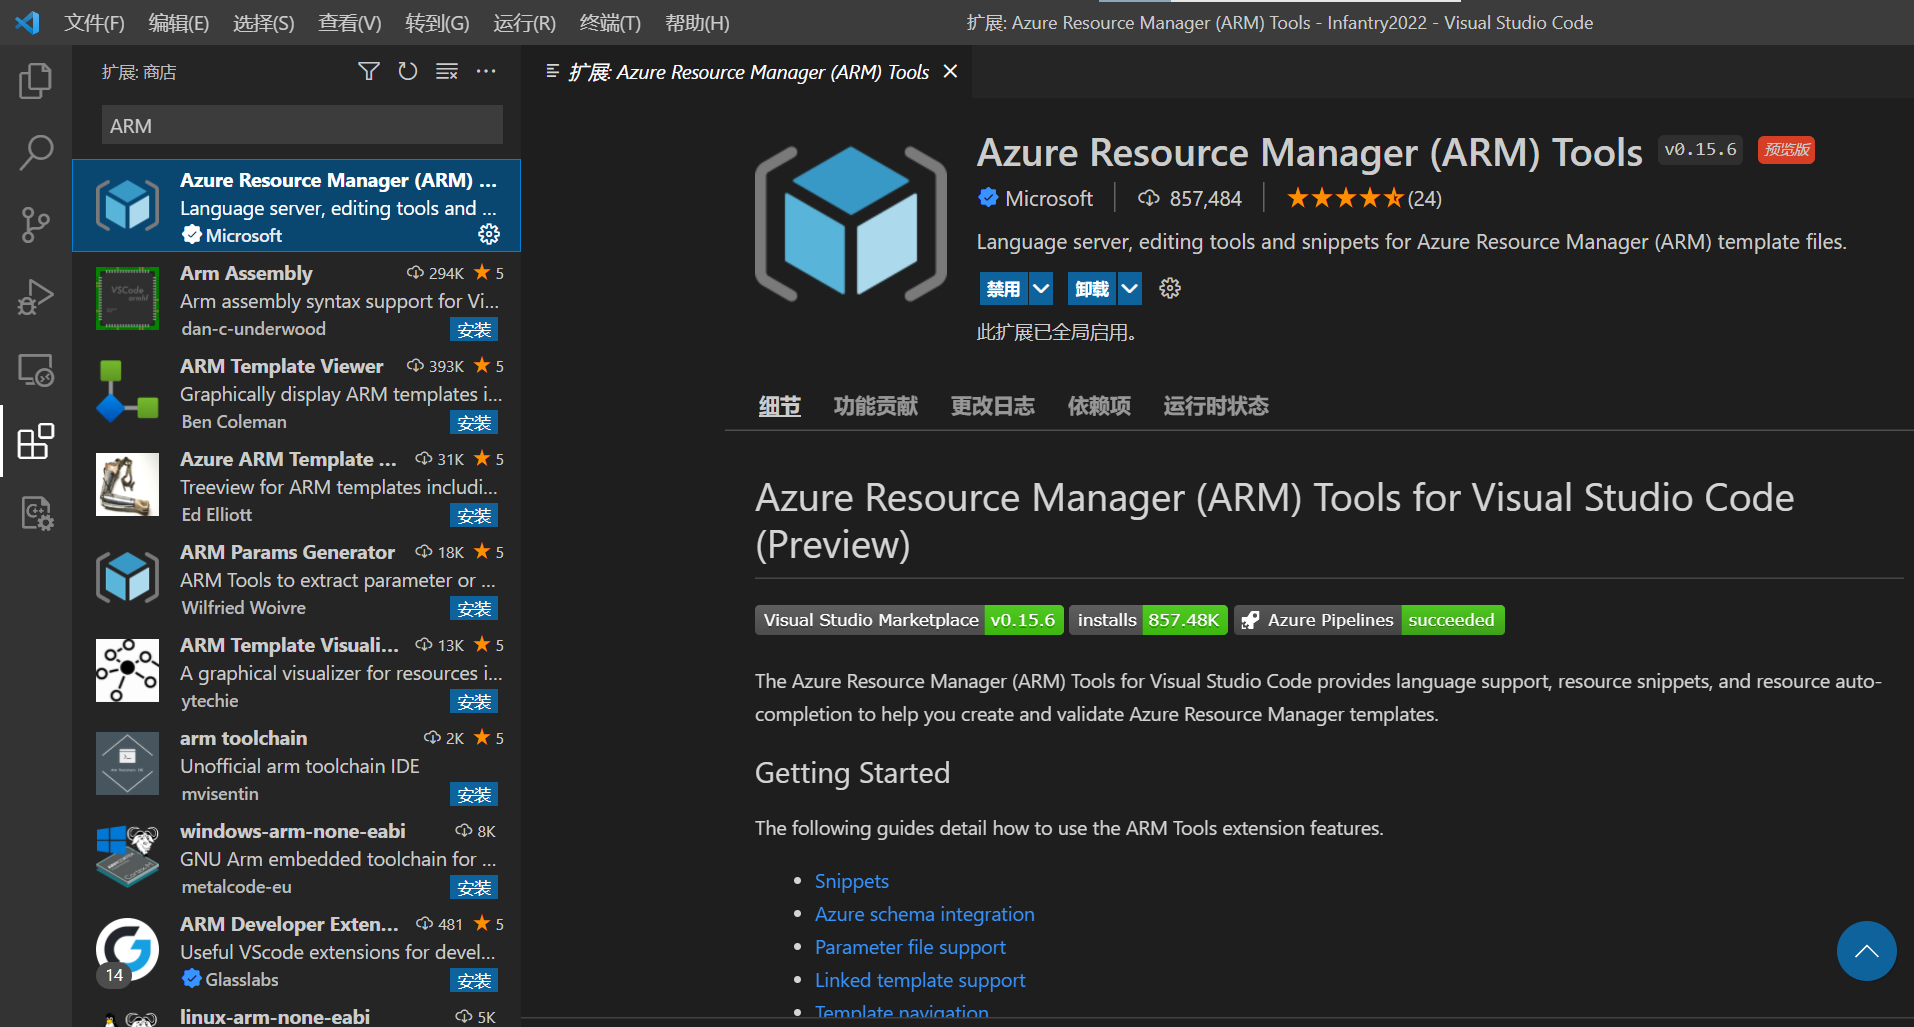 文件(F) 编辑(E) 选择(S) 查看(V) 转到(G) 运行(R) 终端(T) 帮助(H) 扩展: Azure Resource Manager (ARM) Tools - Infantry2022 - Visual Studio Code
扩展: 商店
ARM
Azure Resource Manager (ARM) ...
Language server, editing tools and ...
Microsoft
Arm Assembly 294K 5
Arm assembly syntax support for Vi...
dan-c-underwood 安装
ARM Template Viewer 393K 5
Graphically display ARM templates i...
Ben Coleman 安装
Azure ARM Template ... 31K 5
Treeview for ARM templates includi...
Ed Elliott 安装
ARM Params Generator 18K 5
ARM Tools to extract parameter or ...
Wilfried Woivre 安装
ARM Template Visuali... 13K 5
A graphical visualizer for resources i...
ytechie 安装
arm toolchain 2K 5
Unofficial arm toolchain IDE
mvisentin 安装
windows-arm-none-eabi 8K
GNU Arm embedded toolchain for ...
metalcode-eu 安装
ARM Developer Exten... 481 5
Useful VScode extensions for devel...
14 Glasslabs 安装
linux-arm-none-eabi 5K
扩展: Azure Resource Manager (ARM) Tools
Azure Resource Manager (ARM) Tools v0.15.6 预览版
Microsoft 857,484 (24)
Language server, editing tools and snippets for Azure Resource Manager (ARM) template files.
禁用 卸载
此扩展已全局启用。
细节 功能贡献 更改日志 依赖项 运行时状态
Azure Resource Manager (ARM) Tools for Visual Studio Code
(Preview)
Visual Studio Marketplace v0.15.6 installs 857.48K Azure Pipelines succeeded
The Azure Resource Manager (ARM) Tools for Visual Studio Code provides language support, resource snippets, and resource auto-
completion to help you create and validate Azure Resource Manager templates.
Getting Started
The following guides detail how to use the ARM Tools extension features.
• Snippets
• Azure schema integration
• Parameter file support
• Linked template support
• Template navigation